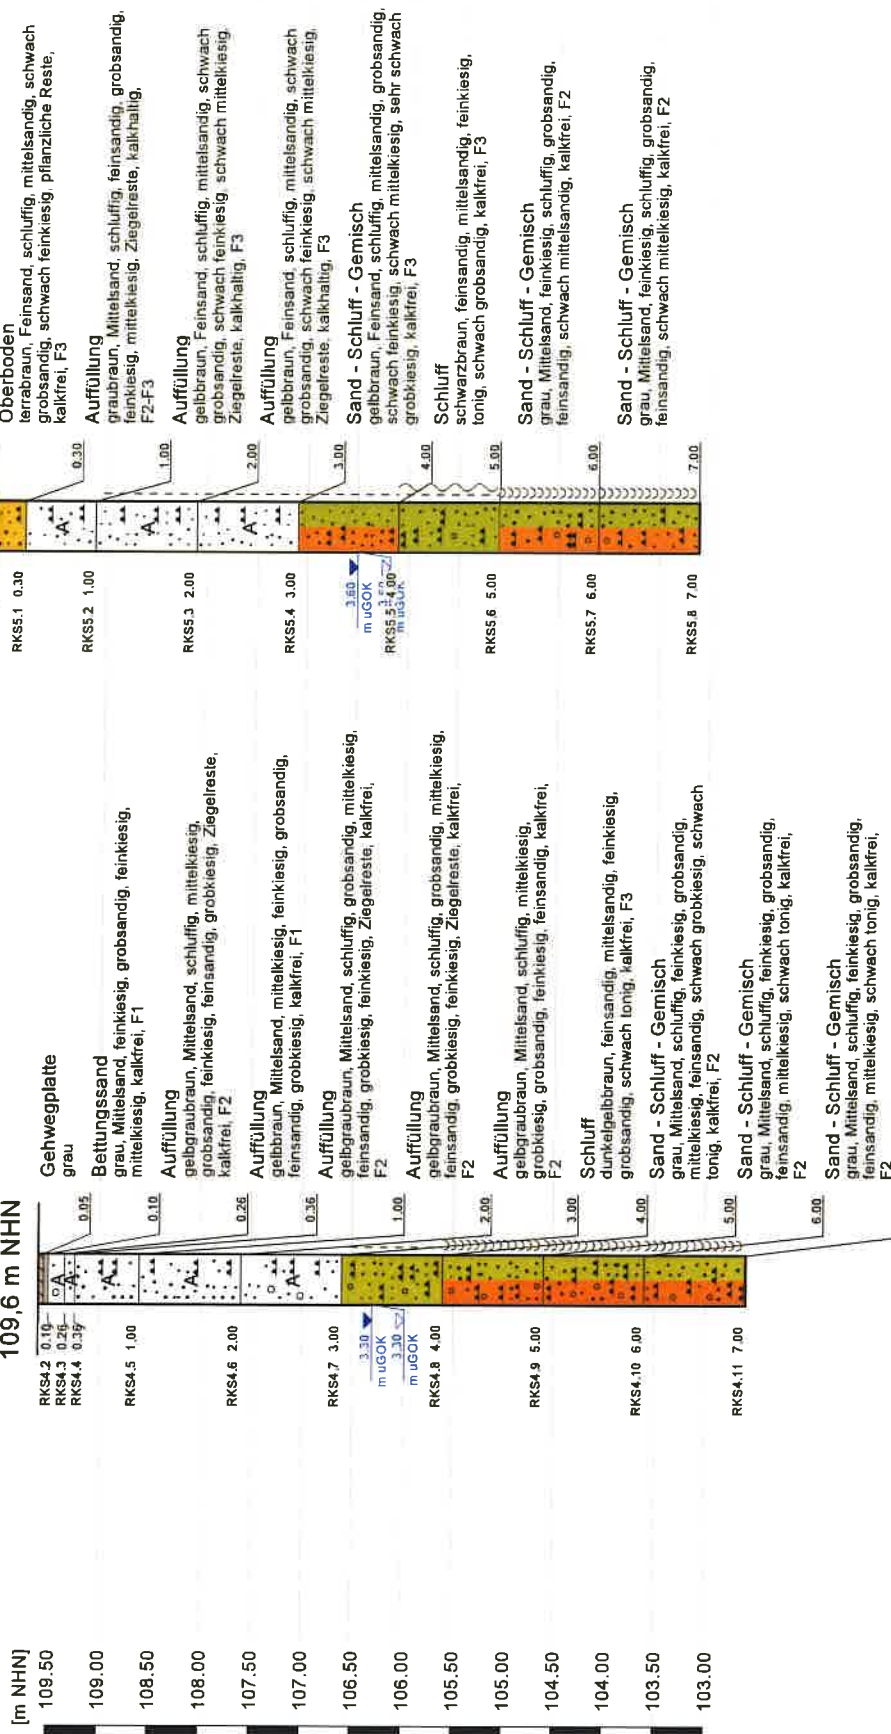 [m NHN]
109.50
109.00
108.50
108.00
107.50
107.00
106.50
106.00
105.50
105.00
104.50
104.00
103.50
103.00
109,6 m NHN
RKS4.2 0.10
RKS4.3 0.26
RKS4.4 0.36
RKS4.5 1.00
RKS4.6 2.00
RKS4.7 3.00
3.30
m uGOK
3.30
m uGOK
RKS4.8 4.00
RKS4.9 5.00
RKS4.10 6.00
RKS4.11 7.00
A
A
A
A
A
0.05
0.10
0.26
0.36
1.00
2.00
3.00
4.00
5.00
6.00
Gehwegplatte
grau
Bettungssand
grau, Mittelsand, feinkiesig, grobsandig, feinkiesig,
mittelkiesig, kalkfrei, F1
Auffüllung
gelbgraubraun, Mittelsand, schluffig, mittelkiesig,
grobsandig, feinkiesig, feinsandig, grobkiesig, Ziegelreste,
kalkfrei, F2
Auffüllung
gelbbraun, Mittelsand, mittelkiesig, feinkiesig, grobsandig,
feinsandig, grobkiesig, kalkfrei, F1
Auffüllung
gelbgraubraun, Mittelsand, schluffig, grobsandig, mittelkiesig,
feinsandig, grobkiesig, feinkiesig, Ziegelreste, kalkfrei,
F2
Auffüllung
gelbgraubraun, Mittelsand, schluffig, grobsandig, mittelkiesig,
feinsandig, grobkiesig, feinkiesig, Ziegelreste, kalkfrei,
F2
Auffüllung
gelbgraubraun, Mittelsand, schluffig, mittelkiesig,
grobkiesig, grobsandig, feinkiesig, feinsandig, kalkfrei,
F2
Schluff
dunkelgelbbraun, feinsandig, mittelsandig, feinkiesig,
grobsandig, schwach tonig, kalkfrei, F3
Sand - Schluff - Gemisch
grau, Mittelsand, schluffig, feinkiesig, grobsandig,
mittelkiesig, feinsandig, schwach grobkiesig, schwach
tonig, kalkfrei, F2
Sand - Schluff - Gemisch
grau, Mittelsand, schluffig, feinkiesig, grobsandig,
feinsandig, mittelkiesig, schwach tonig, kalkfrei,
F2
Sand - Schluff - Gemisch
grau, Mittelsand, schluffig, feinkiesig, grobsandig,
feinsandig, mittelkiesig, schwach tonig, kalkfrei,
F2
RKS5.1 0.30
RKS5.2 1.00
RKS5.3 2.00
RKS5.4 3.00
3.60
m uGOK
RKS5.5 4.00
m uGOK
RKS5.6 5.00
RKS5.7 6.00
RKS5.8 7.00
A
A
A
0.30
1.00
2.00
3.00
4.00
5.00
6.00
7.00
Oberboden
terrabraun, Feinsand, schluffig, mittelsandig, schwach
grobsandig, schwach feinkiesig, pflanzliche Reste,
kalkfrei, F3
Auffüllung
graubraun, Mittelsand, schluffig, feinsandig, grobsandig,
feinkiesig, mittelkiesig, Ziegelreste, kalkhaltig,
F2-F3
Auffüllung
gelbbraun, Feinsand, schluffig, mittelsandig, schwach
grobsandig, schwach feinkiesig, schwach mittelkiesig,
Ziegelreste, kalkhaltig, F3
Auffüllung
gelbbraun, Feinsand, schluffig, mittelsandig, schwach
grobsandig, schwach feinkiesig, schwach mittelkiesig,
Ziegelreste, kalkhaltig, F3
Sand - Schluff - Gemisch
gelbbraun, Feinsand, schluffig, mittelsandig, grobsandig,
schwach feinkiesig, schwach mittelkiesig, sehr schwach
grobkiesig, kalkfrei, F3
Schluff
schwarzbraun, feinsandig, mittelsandig, feinkiesig,
tonig, schwach grobsandig, kalkfrei, F3
Sand - Schluff - Gemisch
grau, Mittelsand, feinkiesig, schluffig, grobsandig,
feinsandig, schwach mittelsandig, kalkfrei, F2
Sand - Schluff - Gemisch
grau, Mittelsand, feinkiesig, schluffig, grobsandig,
feinsandig, schwach mittelkiesig, kalkfrei, F2